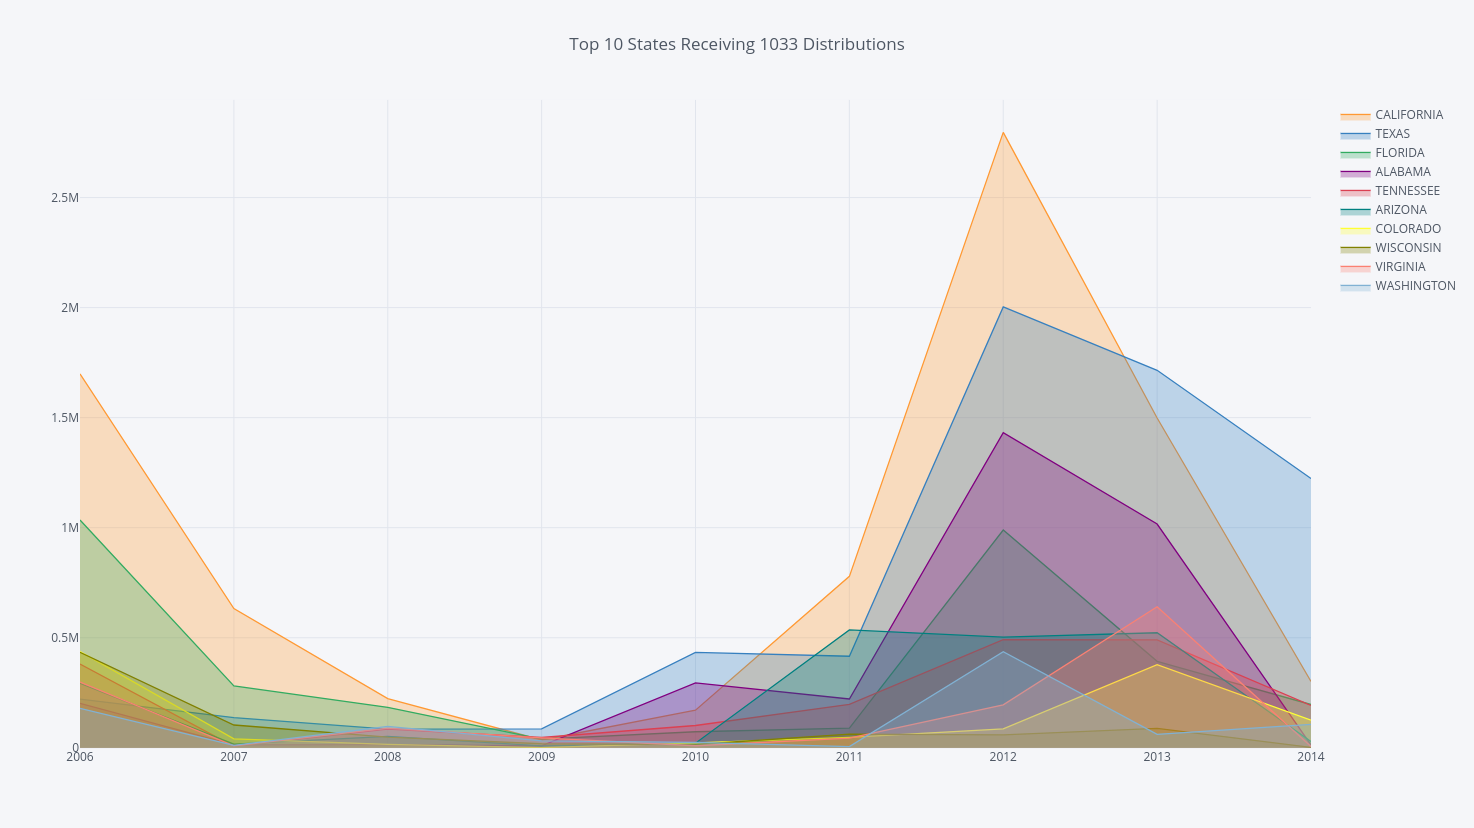 Top 10 States Receiving 1033 Distributions
CALIFORNIA
TEXAS
FLORIDA
ALABAMA
TENNESSEE
ARIZONA
COLORADO
WISCONSIN
VIRGINIA
WASHINGTON
2.5M
2M
1.5M
1M
0.5M
0
2006 2007 2008 2009 2010 2011 2012 2013 2014